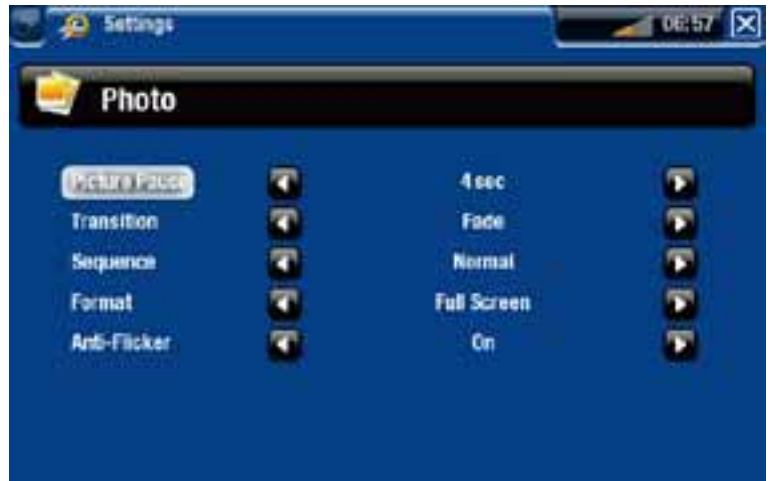 Settings 06:57
Photo
Picture Pause 4 sec
Transition Fade
Sequence Normal
Format Full Screen
Anti-Flicker On